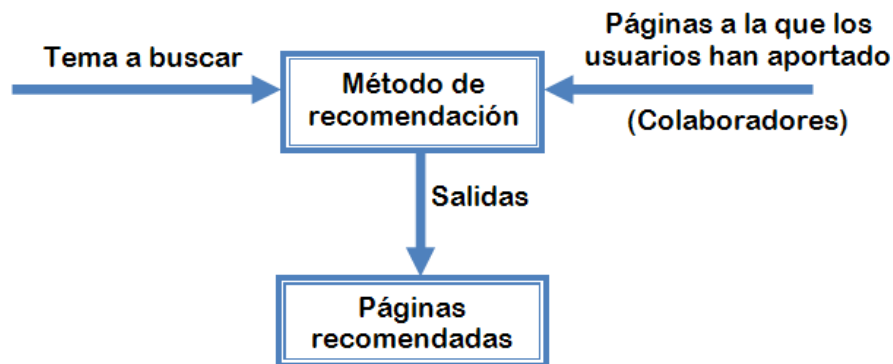 Tema a buscar
Método de
recomendación
Páginas a la que los
usuarios han aportado
(Colaboradores)
Salidas
Páginas
recomendadas